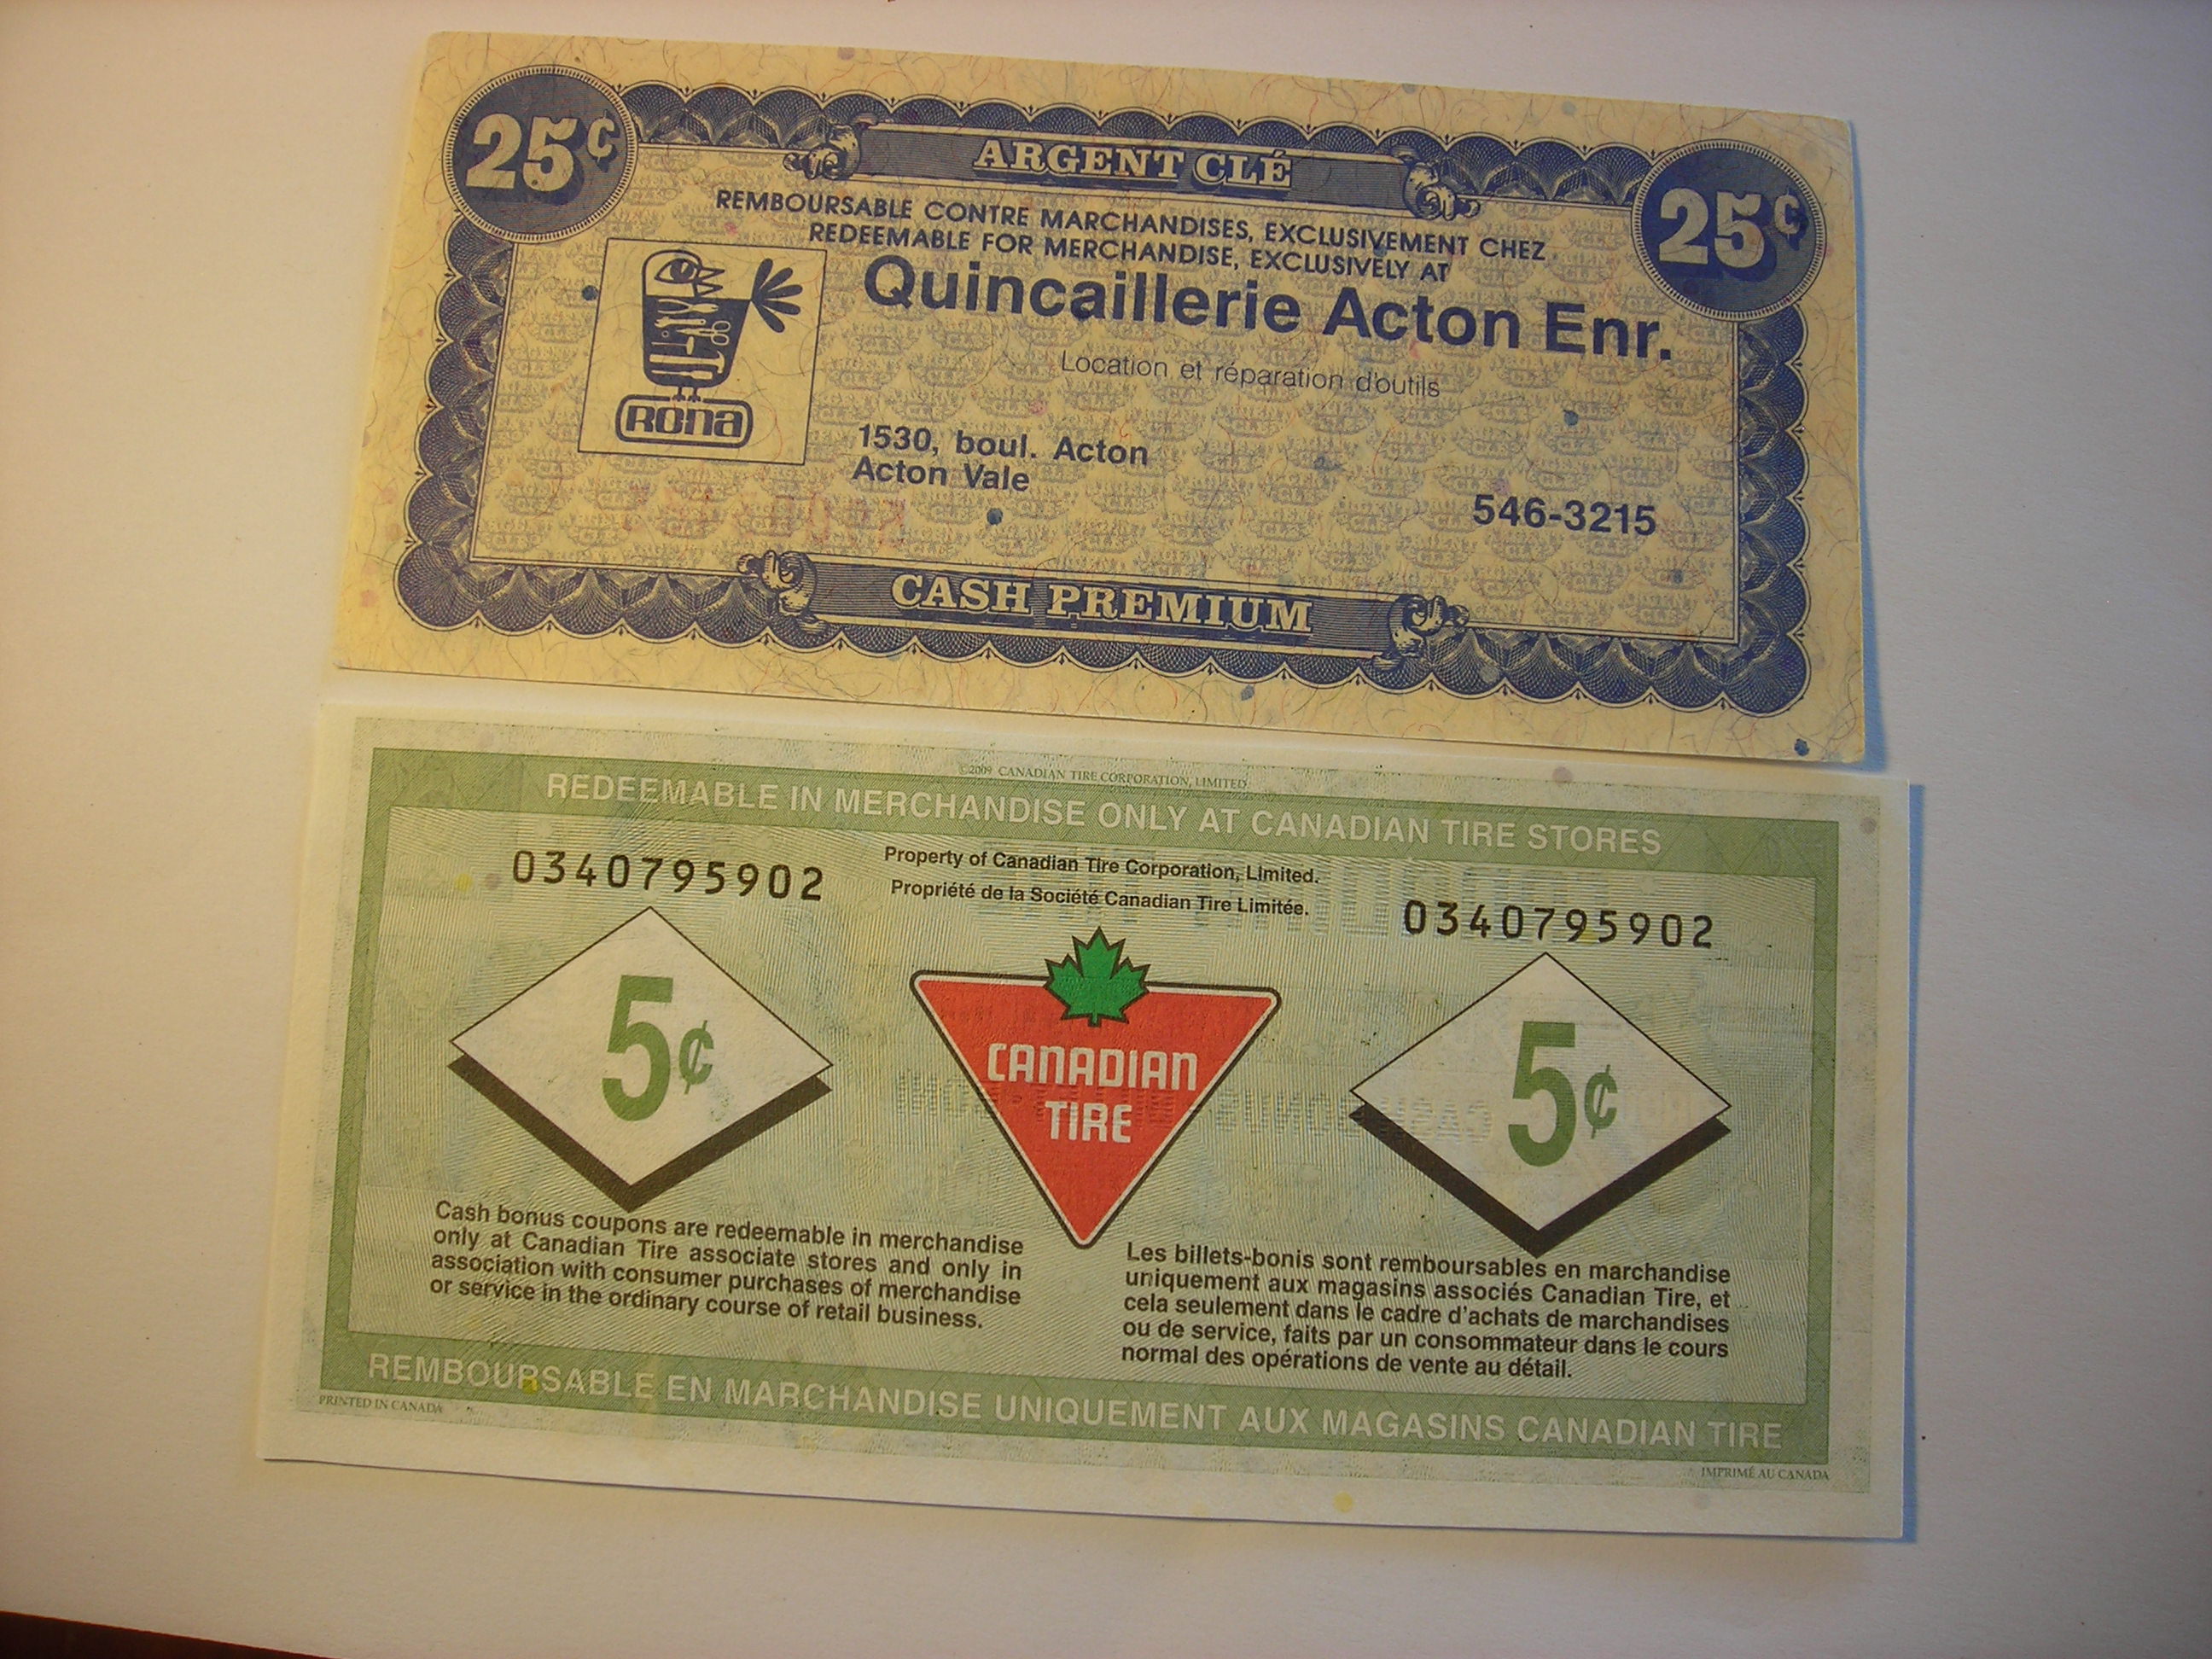 25¢
ARGENT CLÉ
25¢
REMBOURSABLE CONTRE MARCHANDISES, EXCLUSIVEMENT CHEZ
REDEEMABLE FOR MERCHANDISE, EXCLUSIVELY AT
Quincaillerie Acton Enr.
Location et réparation d'outils
RONA
1530, boul. Acton
Acton Vale
546-3215
CASH PREMIUM
©2009 CANADIAN TIRE CORPORATION, LIMITED
REDEEMABLE IN MERCHANDISE ONLY AT CANADIAN TIRE STORES
0340795902
Property of Canadian Tire Corporation, Limited.
Propriété de la Société Canadian Tire Limitée.
0340795902
5¢
CANADIAN
TIRE
5¢
Cash bonus coupons are redeemable in merchandise
only at Canadian Tire associate stores and only in
association with consumer purchases of merchandise
or service in the ordinary course of retail business.
Les billets-bonis sont remboursables en marchandise
uniquement aux magasins associés Canadian Tire, et
cela seulement dans le cadre d'achats de marchandises
ou de service, faits par un consommateur dans le cours
normal des opérations de vente au détail.
REMBOURSABLE EN MARCHANDISE UNIQUEMENT AUX MAGASINS CANADIAN TIRE
PRINTED IN CANADA
IMPRIMÉ AU CANADA